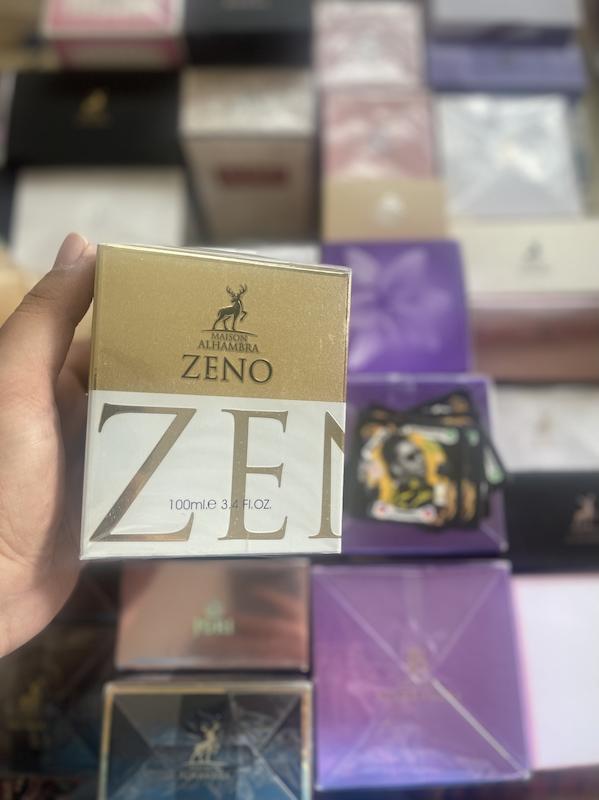 MAISON
ALHAMBRA
ZENO
ZEN
100ml.e 3.4 Fl.OZ.